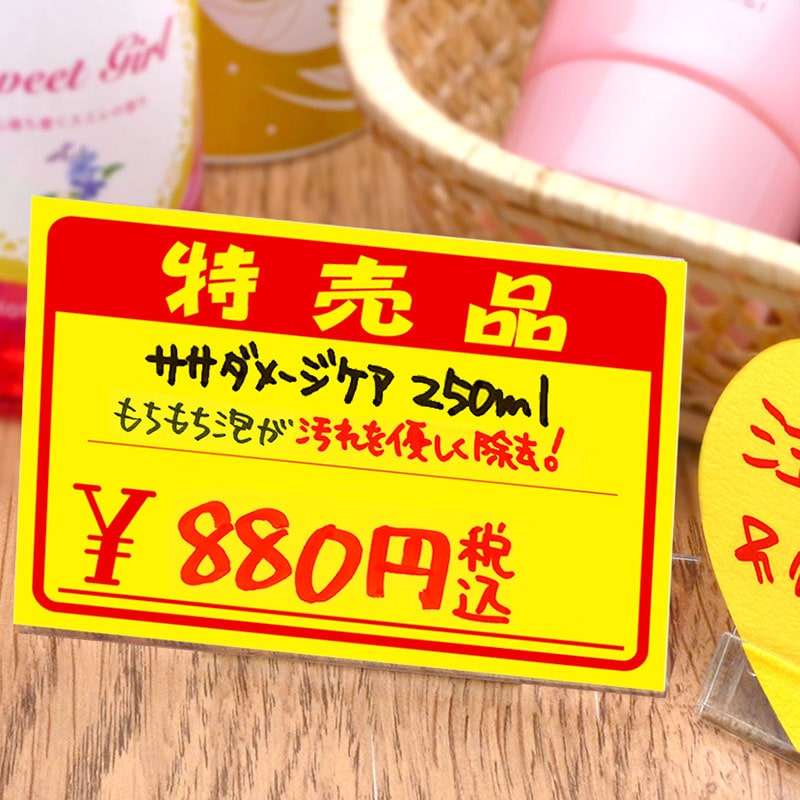 weet Girl
特売品
ササダメージケア 250ml
もちもち泡が汚れを優しく除去!
¥880円税込
注